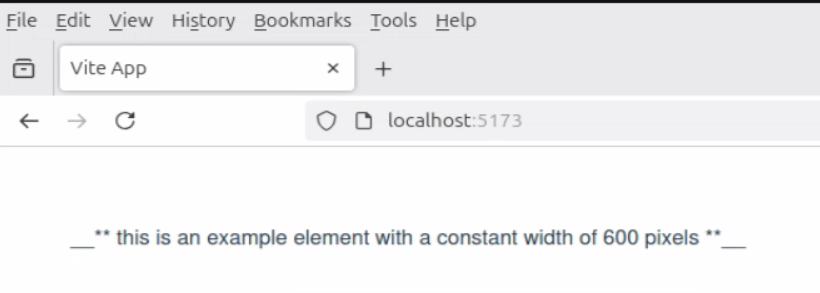 File Edit View History Bookmarks Tools Help
Vite App
localhost:5173
__** this is an example element with a constant width of 600 pixels **__